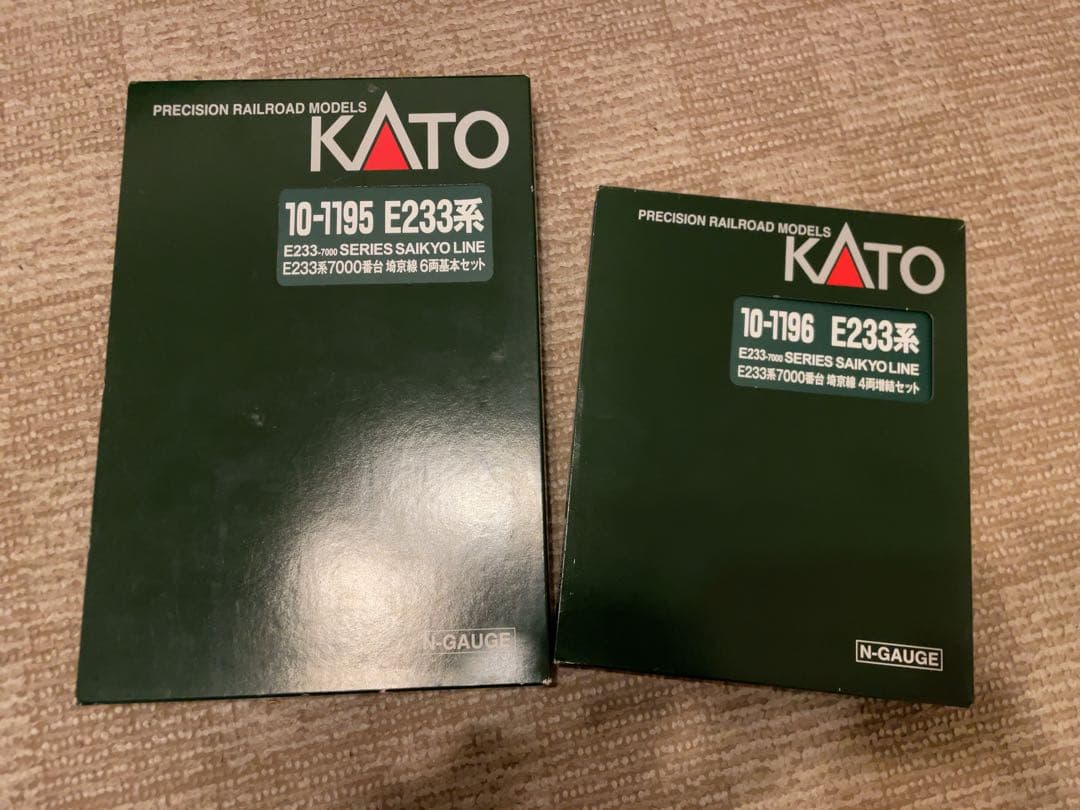 PRECISION RAILROAD MODELS
KATO
10-1195 E233系
E233-7000 SERIES SAIKYO LINE
E233系7000番台 埼京線 6両基本セット
N-GAUGE
PRECISION RAILROAD MODELS
KATO
10-1196 E233系
E233-7000 SERIES SAIKYO LINE
E233系7000番台 埼京線 4両増結セット
N-GAUGE